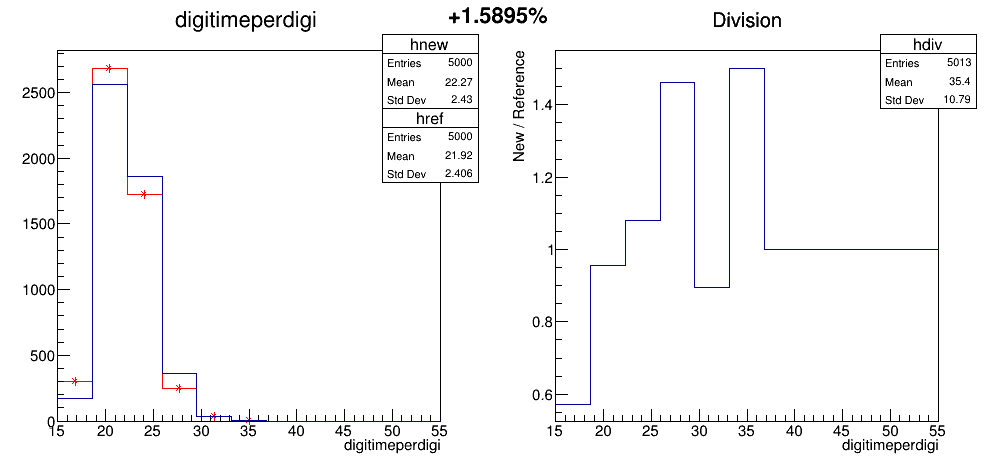 +1.5895%
digitimeperdigi
hnew
Entries 5000
Mean 22.27
Std Dev 2.43
href
Entries 5000
Mean 21.92
Std Dev 2.406
2500
2000
1500
1000
500
0
15 20 25 30 35 40 45 50 55
digitimeperdigi
Division
hdiv
Entries 5013
Mean 35.4
Std Dev 10.79
New / Reference
1.4
1.2
1
0.8
0.6
15 20 25 30 35 40 45 50 55
digitimeperdigi